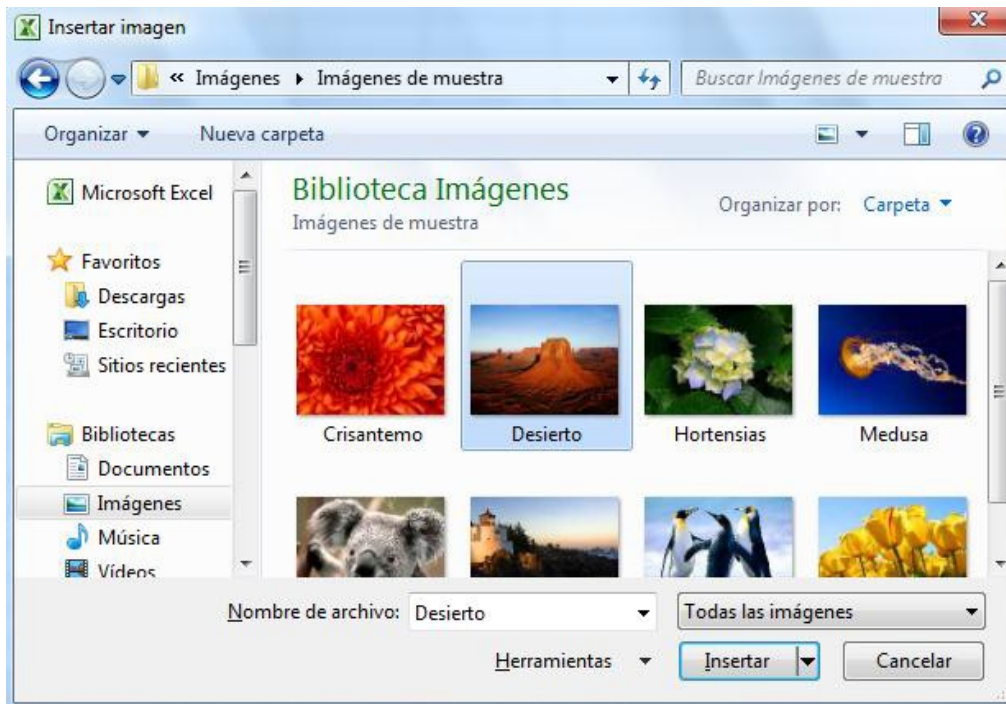 Insertar imagen
« Imágenes ▸ Imágenes de muestra
Buscar Imágenes de muestra
Organizar
Nueva carpeta
Microsoft Excel
Favoritos
Descargas
Escritorio
Sitios recientes
Bibliotecas
Documentos
Imágenes
Música
Vídeos
Biblioteca Imágenes
Imágenes de muestra
Organizar por: Carpeta
Crisantemo
Desierto
Hortensias
Medusa
Nombre de archivo: Desierto
Todas las imágenes
Herramientas
Insertar
Cancelar